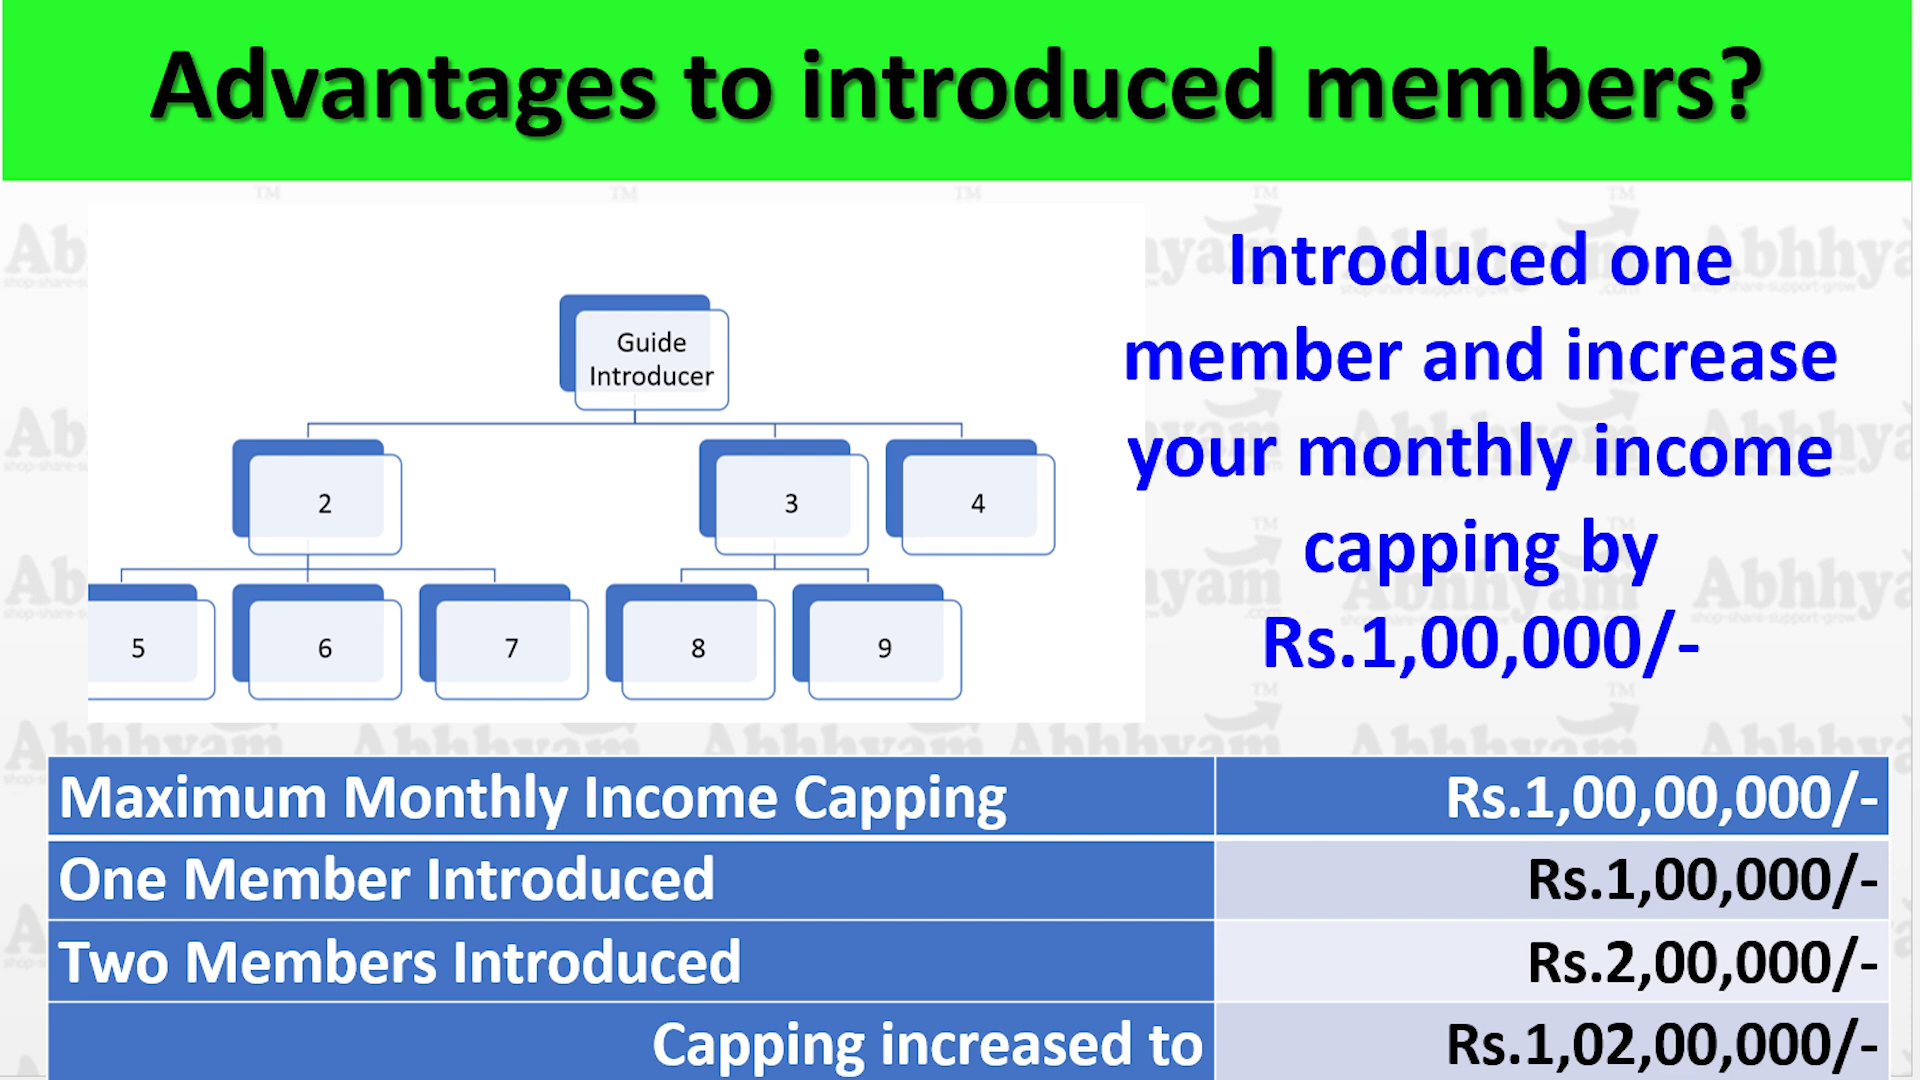 Advantages to introduced members?
Guide
Introducer
2
3
4
5
6
7
8
9
Introduced one
member and increase
your monthly income
capping by
Rs.1,00,000/-
Maximum Monthly Income Capping Rs.1,00,00,000/-
One Member Introduced Rs.1,00,000/-
Two Members Introduced Rs.2,00,000/-
Capping increased to Rs.1,02,00,000/-